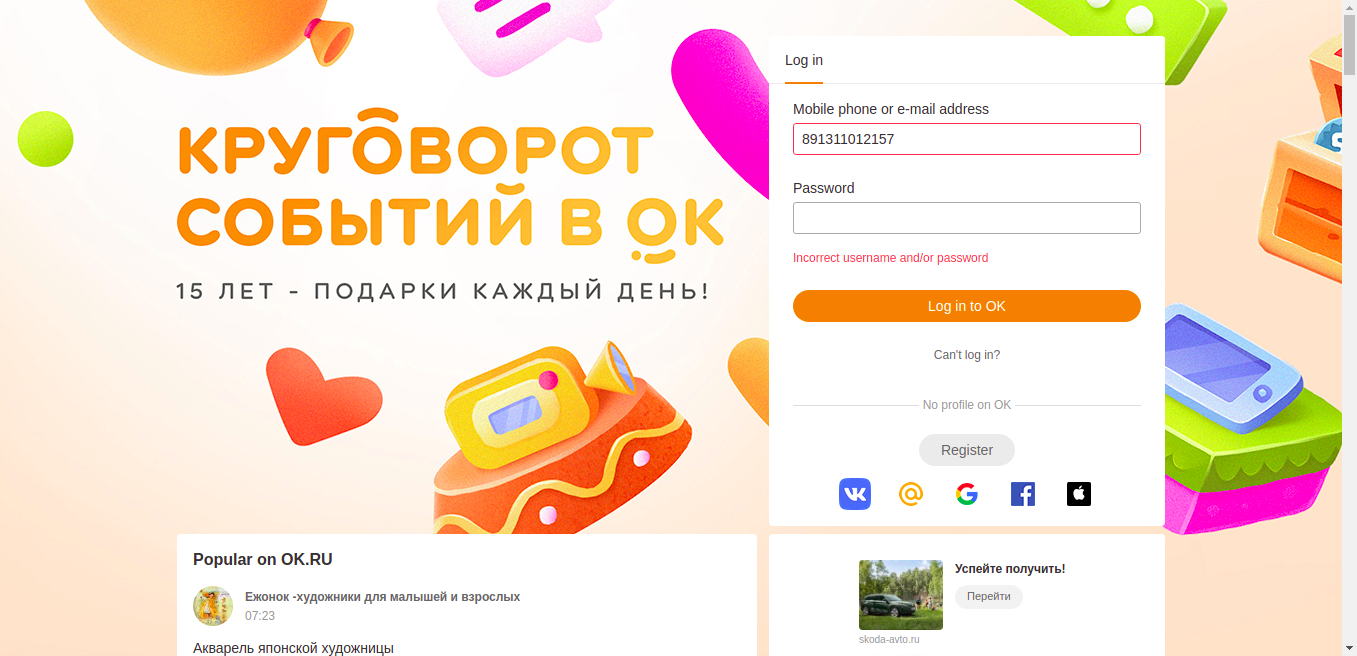 КРУГОВОРОТ
СОБЫТИЙ В ОК
15 ЛЕТ - ПОДАРКИ КАЖДЫЙ ДЕНЬ!
Log in
Mobile phone or e-mail address
891311012157
Password
Incorrect username and/or password
Log in to OK
Can't log in?
No profile on OK
Register
Popular on OK.RU
Ежонок -художники для малышей и взрослых
07:23
Акварель японской художницы
Успейте получить!
Перейти
skoda-avto.ru